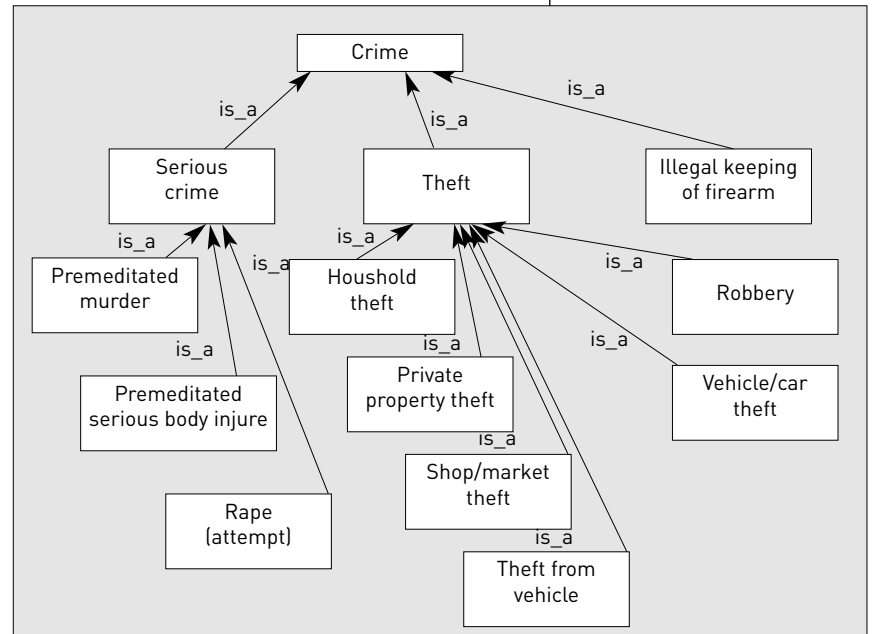 Crime
is_a
is_a
is_a
Serious
crime
Theft
Illegal keeping
of firearm
is_a
is_a
is_a
is_a
Premeditated
murder
Houshold
theft
Robbery
is_a
is_a
is_a
Premeditated
serious body injure
Private
property theft
Vehicle/car
theft
is_a
Shop/market
theft
Rape
(attempt)
is_a
Theft from
vehicle